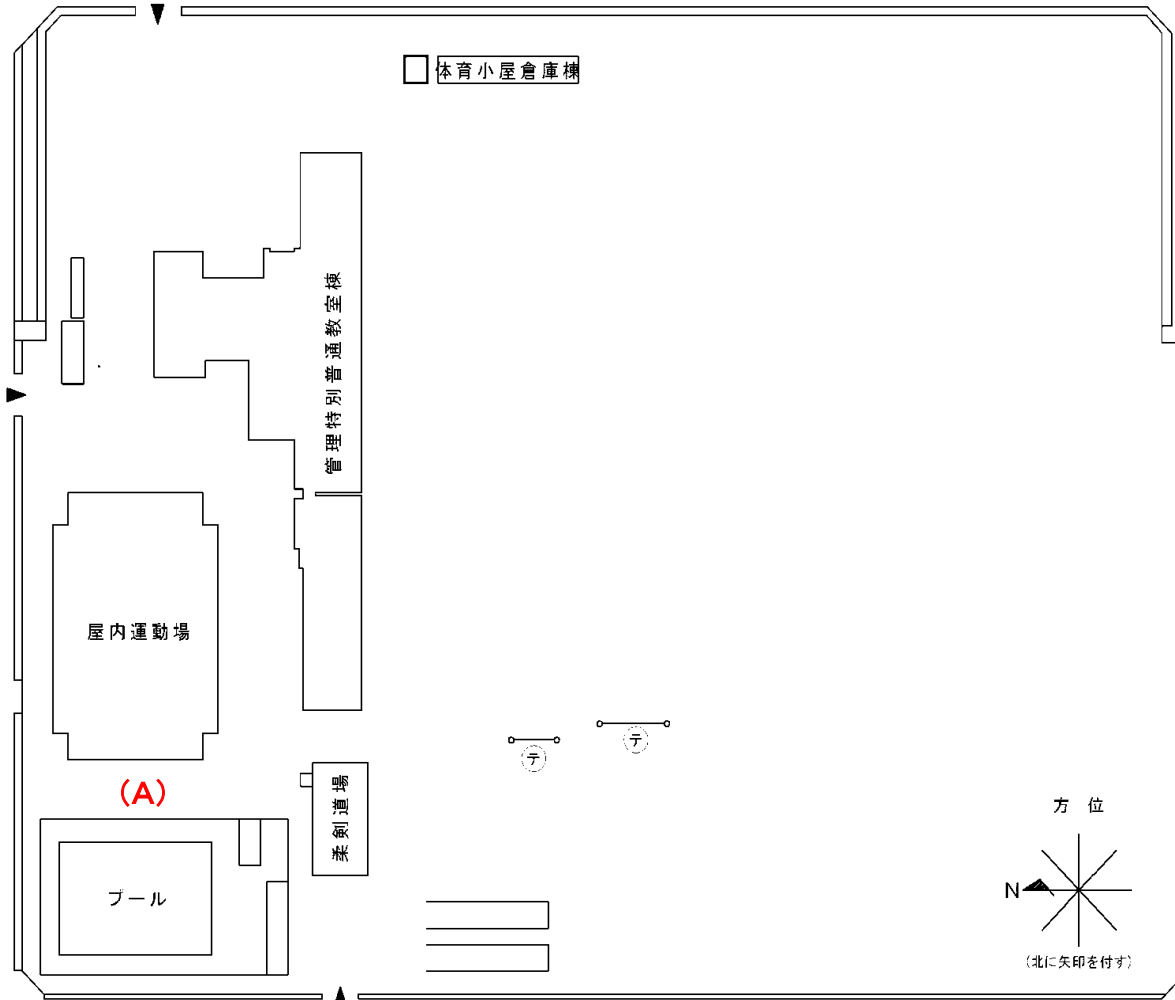 体育小屋倉庫棟
管理特別普通教室棟
屋内運動場
テ
テ
(A)
柔剣道場
プール
方位
N
(北に矢印を付す)